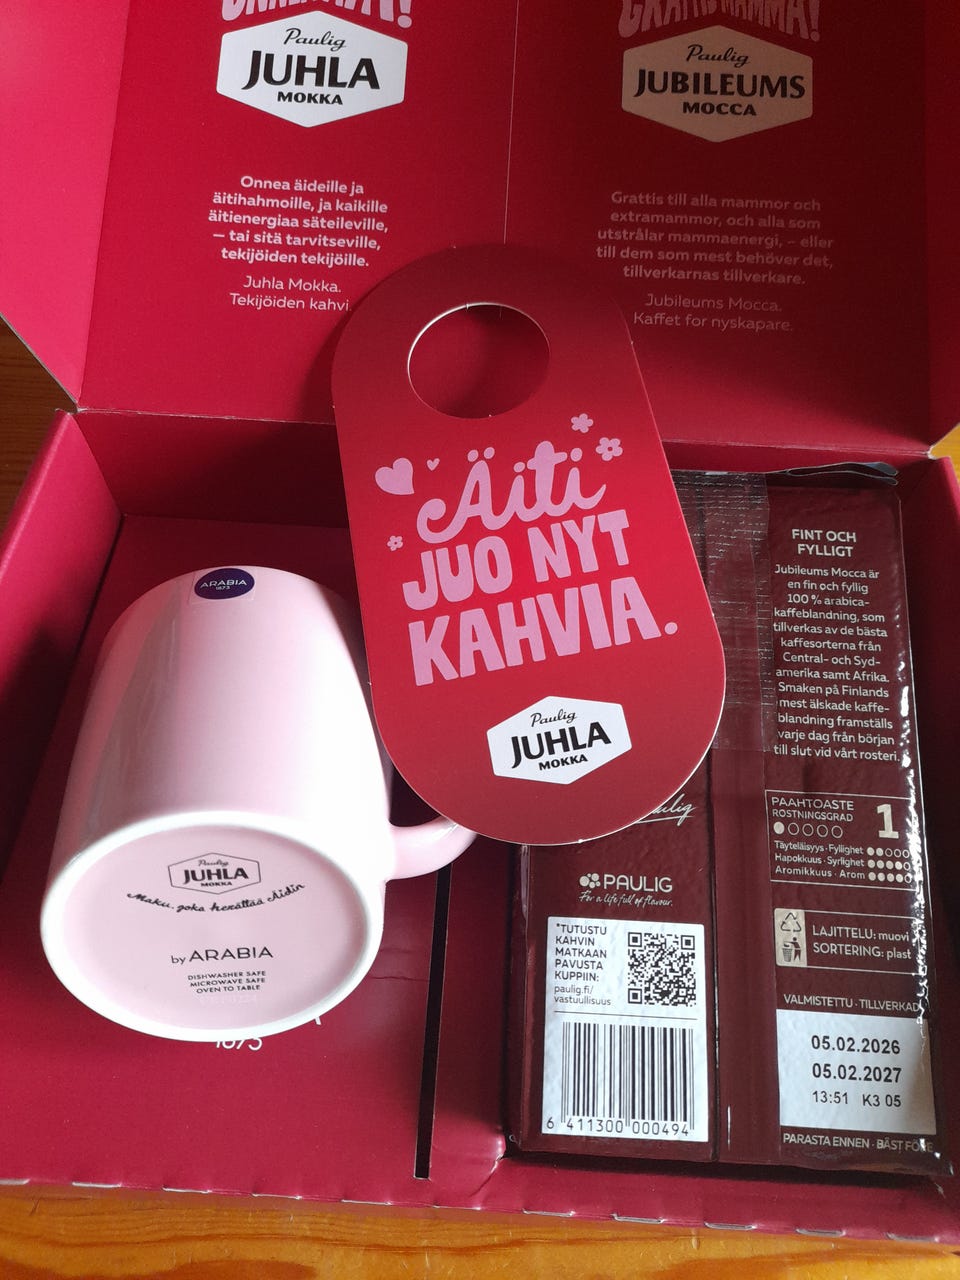 GRATTIS MAMMA!
Paulig
JUHLA
MOKKA
Onnea äideille ja
äitihahmoille, ja kaikille
äitienergiaa säteileville,
– tai sitä tarvitseville,
tekijöiden tekijöille.
Juhla Mokka.
Tekijöiden kahvi.
Paulig
JUBILEUMS
MOCCA
Grattis till alla mammor och
extramammor, och alla som
utstrålar mammaenergi, – eller
till dem som mest behöver det,
tillverkarnas tillverkare.
Jubileums Mocca.
Kaffet for nyskapare.
Äiti
JUO NYT
KAHVIA.
Paulig
JUHLA
MOKKA
ARABIA
1873
Paulig
JUHLA
MOKKA
Maku, joka herättää Äidin
by ARABIA
DISHWASHER SAFE
MICROWAVE SAFE
OVEN TO TABLE
1873
FINT OCH
FYLLIGT
Jubileums Mocca är
en fin och fyllig
100 % arabica-
kaffeblandning, som
tillverkas av de bästa
kaffesorterna från
Central- och Syd-
amerika samt Afrika.
Smaken på Finlands
mest älskade kaffe-
blandning framställs
varje dag från början
till slut vid vårt rosteri.
PAAHTOASTE
ROSTNINGSGRAD
1
Täyteläisyys · Fyllighet
Hapokkuus · Syrlighet
Aromikkuus · Arom
LAJITTELU: muovi
SORTERING: plast
VALMISTETTU · TILLVERKAD
05.02.2026
05.02.2027
13:51 K3 05
PARASTA ENNEN · BÄST FÖRE
PAULIG
For a life full of flavour.
*TUTUSTU
KAHVIN
MATKAAN
PAVUSTA
KUPPIIN:
paulig.fi/
vastuullisuus
6 411300 000494